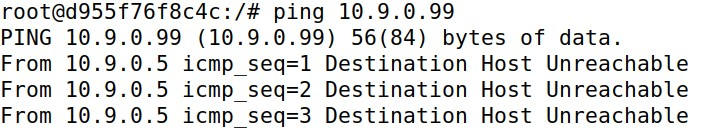 root@d955f76f8c4c:/# ping 10.9.0.99
PING 10.9.0.99 (10.9.0.99) 56(84) bytes of data.
From 10.9.0.5 icmp_seq=1 Destination Host Unreachable
From 10.9.0.5 icmp_seq=2 Destination Host Unreachable
From 10.9.0.5 icmp_seq=3 Destination Host Unreachable